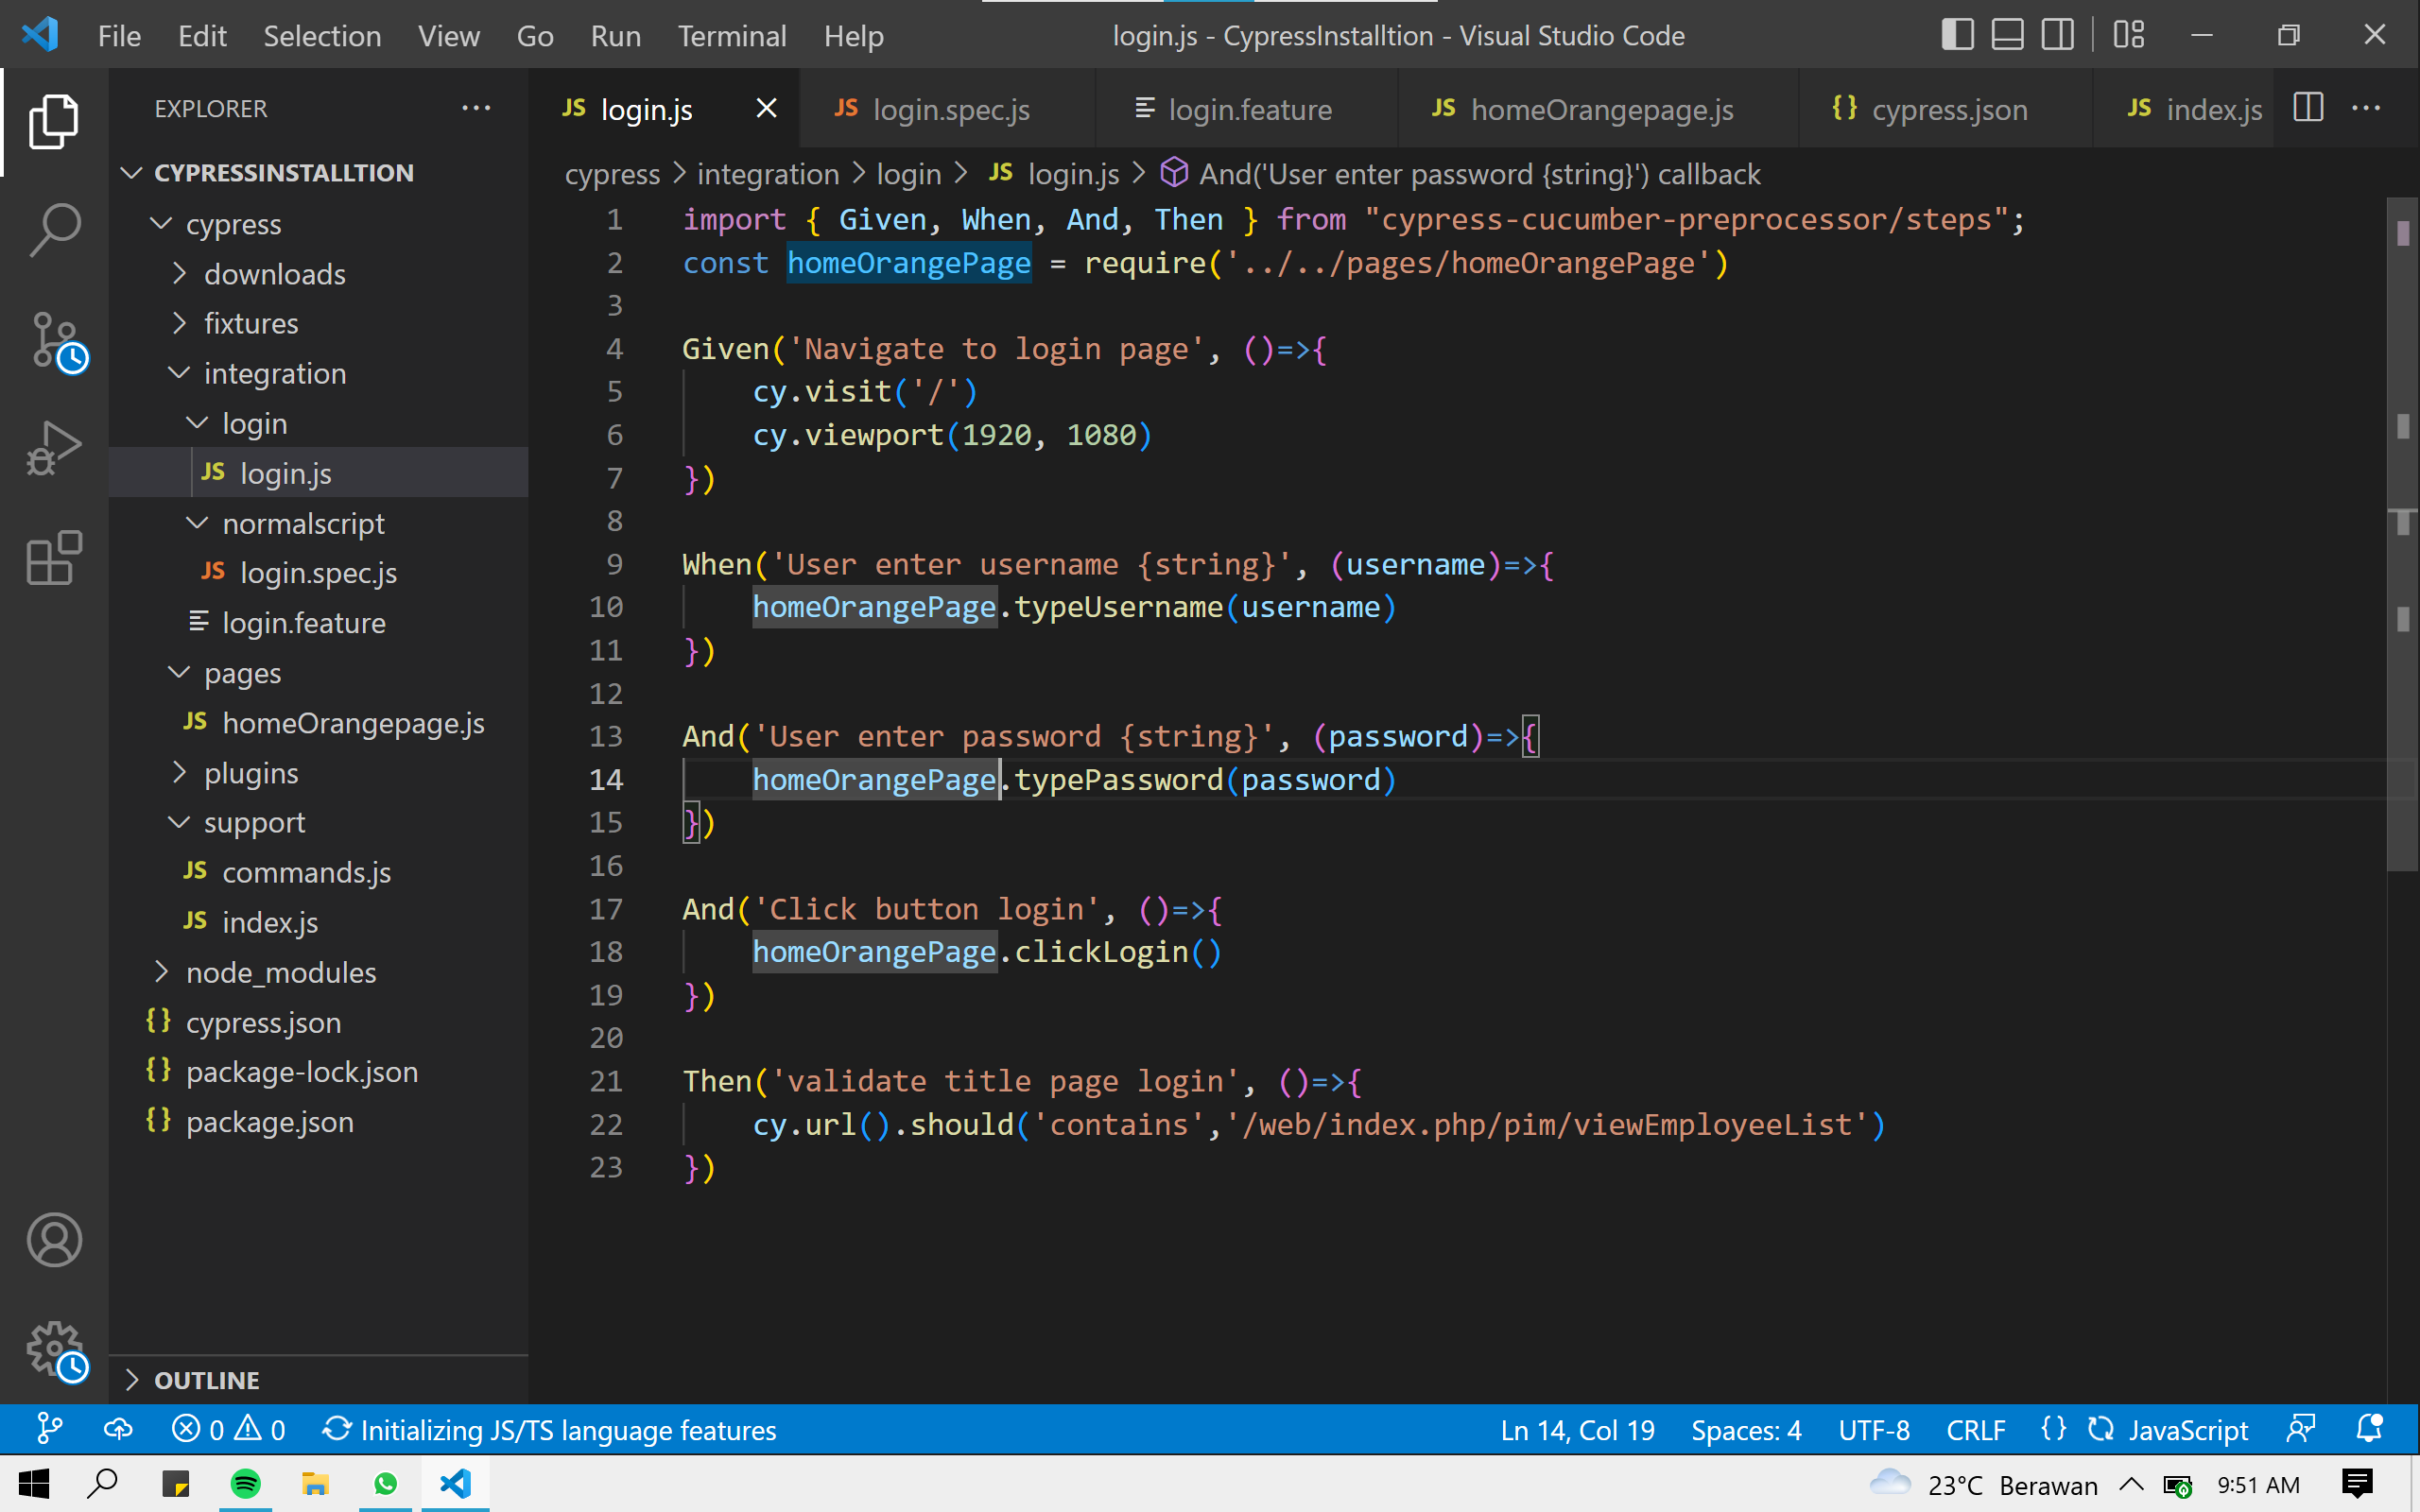 File Edit Selection View Go Run Terminal Help login.js - CypressInstalltion - Visual Studio Code
EXPLORER
CYPRESSINSTALLTION
cypress
downloads
fixtures
integration
login
JS login.js
normalscript
JS login.spec.js
login.feature
pages
JS homeOrangepage.js
plugins
support
JS commands.js
JS index.js
node_modules
{} cypress.json
{} package-lock.json
{} package.json
OUTLINE
JS login.js JS login.spec.js login.feature JS homeOrangepage.js {} cypress.json JS index.js
cypress > integration > login > JS login.js > And('User enter password {string}') callback
1 import { Given, When, And, Then } from "cypress-cucumber-preprocessor/steps";
2 const homeOrangePage = require('../../pages/homeOrangePage')
3
4 Given('Navigate to login page', ()=>{
5 cy.visit('/')
6 cy.viewport(1920, 1080)
7 })
8
9 When('User enter username {string}', (username)=>{
10 homeOrangePage.typeUsername(username)
11 })
12
13 And('User enter password {string}', (password)=>{
14 homeOrangePage.typePassword(password)
15 })
16
17 And('Click button login', ()=>{
18 homeOrangePage.clickLogin()
19 })
20
21 Then('validate title page login', ()=>{
22 cy.url().should('contains','/web/index.php/pim/viewEmployeeList')
23 })
0 0 Initializing JS/TS language features Ln 14, Col 19 Spaces: 4 UTF-8 CRLF {} JavaScript
23°C Berawan 9:51 AM